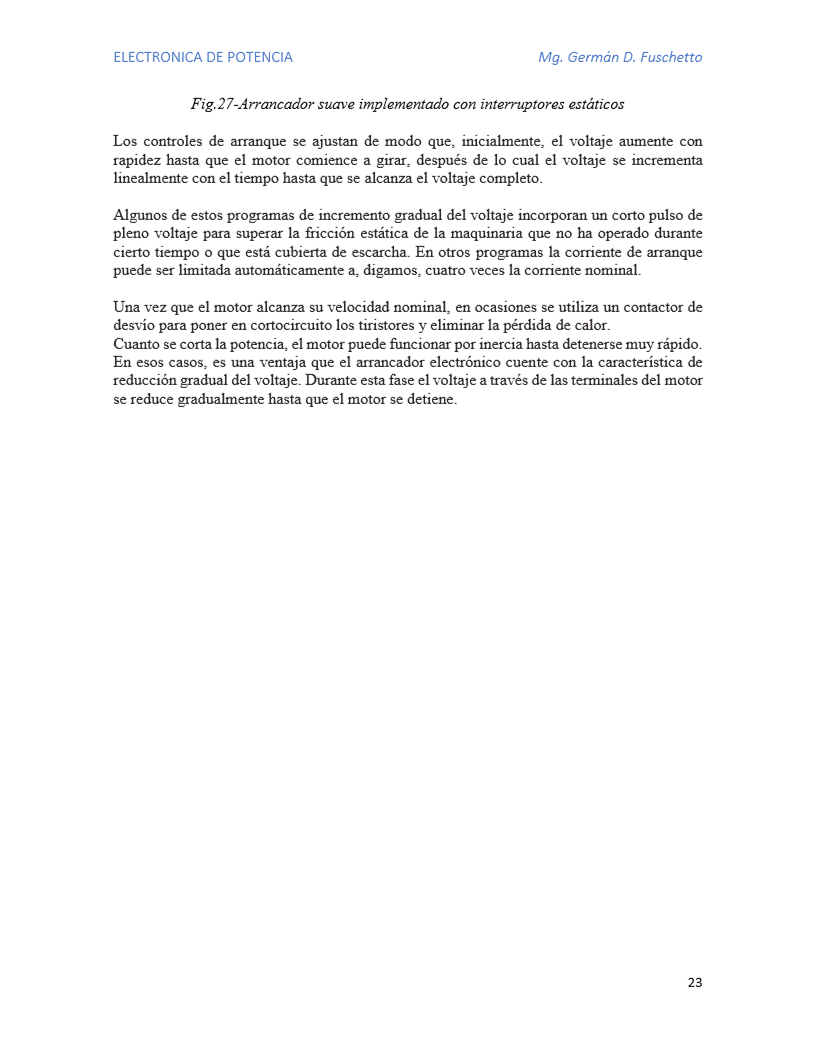 ELECTRONICA DE POTENCIA Mg. Germán D. Fuschetto
Fig.27-Arrancador suave implementado con interruptores estáticos
Los controles de arranque se ajustan de modo que, inicialmente, el voltaje aumente con
rapidez hasta que el motor comience a girar, después de lo cual el voltaje se incrementa
linealmente con el tiempo hasta que se alcanza el voltaje completo.
Algunos de estos programas de incremento gradual del voltaje incorporan un corto pulso de
pleno voltaje para superar la fricción estática de la maquinaria que no ha operado durante
cierto tiempo o que está cubierta de escarcha. En otros programas la corriente de arranque
puede ser limitada automáticamente a, digamos, cuatro veces la corriente nominal.
Una vez que el motor alcanza su velocidad nominal, en ocasiones se utiliza un contactor de
desvío para poner en cortocircuito los tiristores y eliminar la pérdida de calor.
Cuanto se corta la potencia, el motor puede funcionar por inercia hasta detenerse muy rápido.
En esos casos, es una ventaja que el arrancador electrónico cuente con la característica de
reducción gradual del voltaje. Durante esta fase el voltaje a través de las terminales del motor
se reduce gradualmente hasta que el motor se detiene.
23